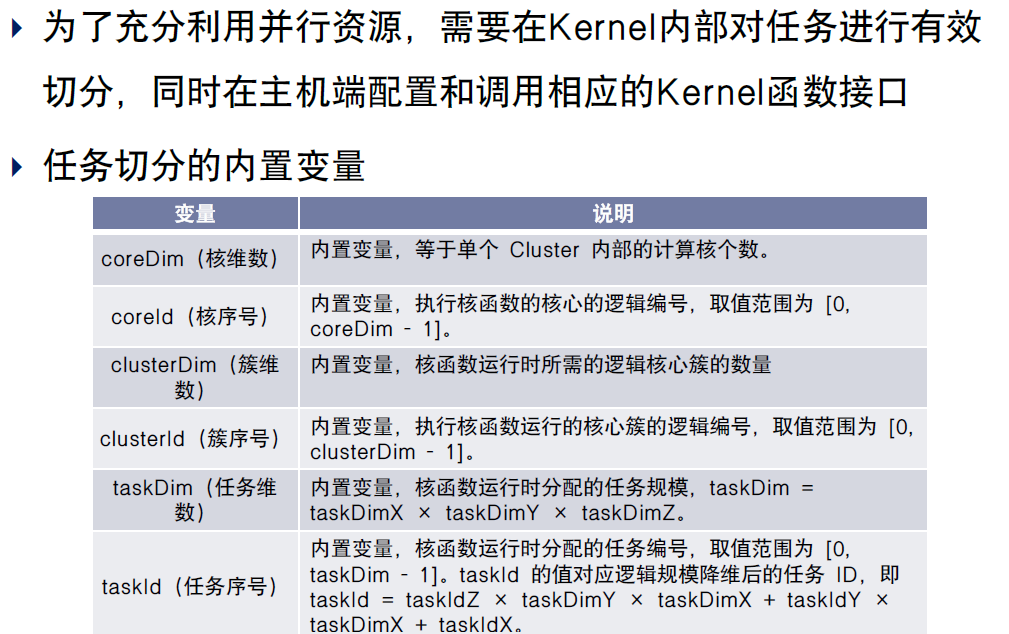 为了充分利用并行资源，需要在Kernel内部对任务进行有效
切分，同时在主机端配置和调用相应的Kernel函数接口
任务切分的内置变量
变量
说明
coreDim（核维数）
内置变量，等于单个 Cluster 内部的计算核个数。
coreId（核序号）
内置变量，执行核函数的核心的逻辑编号，取值范围为 [0,
coreDim - 1]。
clusterDim（簇维
数）
内置变量，核函数运行时所需的逻辑核心簇的数量
clusterId（簇序号）
内置变量，执行核函数运行的核心簇的逻辑编号，取值范围为 [0,
clusterDim - 1]。
taskDim（任务维
数）
内置变量，核函数运行时分配的任务规模，taskDim =
taskDimX × taskDimY × taskDimZ。
taskId（任务序号）
内置变量，核函数运行时分配的任务编号，取值范围为 [0,
taskDim - 1]。taskId 的值对应逻辑规模降维后的任务 ID，即
taskId = taskIdZ × taskDimY × taskDimX + taskIdY ×
taskDimX + taskIdX。